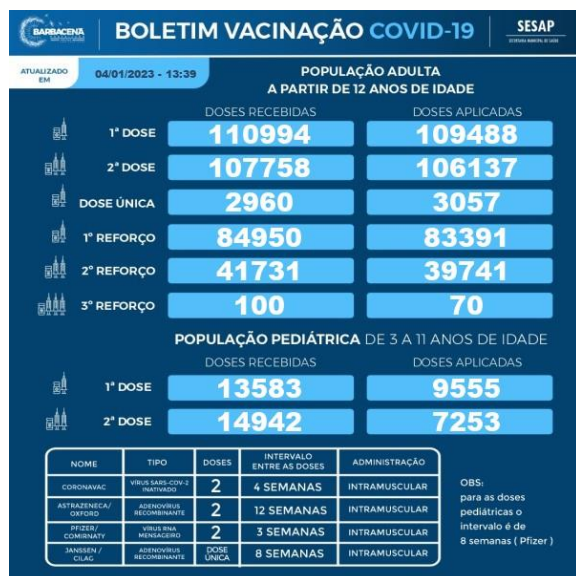 BARBACENA
BOLETIM VACINAÇÃO COVID-19
SESAP
ATUALIZADO
EM
04/01/2023 - 13:39
POPULAÇÃO ADULTA
A PARTIR DE 12 ANOS DE IDADE
DOSES RECEBIDAS DOSES APLICADAS
1ª DOSE 110994 109488
2ª DOSE 107758 106137
DOSE ÚNICA 2960 3057
1º REFORÇO 84950 83391
2º REFORÇO 41731 39741
3º REFORÇO 100 70
POPULAÇÃO PEDIÁTRICA DE 3 A 11 ANOS DE IDADE
DOSES RECEBIDAS DOSES APLICADAS
1ª DOSE 13583 9555
2ª DOSE 14942 7253
NOME TIPO DOSES INTERVALO ENTRE AS DOSES ADMINISTRAÇÃO
CORONAVAC VÍRUS SARS-COV-2 INATIVADO 2 4 SEMANAS INTRAMUSCULAR
ASTRAZENECA/ OXFORD ADENOVÍRUS RECOMBINANTE 2 12 SEMANAS INTRAMUSCULAR
PFIZER/ COMIRNATY VÍRUS RNA MENSAGEIRO 2 3 SEMANAS INTRAMUSCULAR
JANSSEN / CILAG ADENOVÍRUS RECOMBINANTE DOSE ÚNICA 8 SEMANAS INTRAMUSCULAR
OBS:
para as doses
pediátricas o
intervalo é de
8 semanas ( Pfizer )